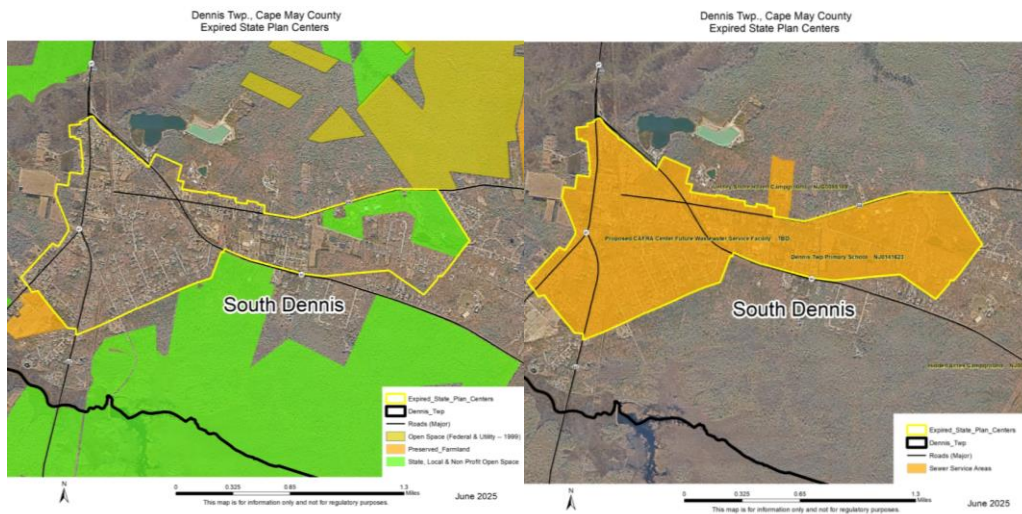 Dennis Twp., Cape May County
Expired State Plan Centers
South Dennis
Expired_State_Plan_Centers
Dennis_Twp
Roads (Major)
Open Space (Federal & Utility -- 1999)
Preserved_Farmland
State, Local & Non Profit Open Space
N
0 0.325 0.65 1.3
Miles
This map is for information only and not for regulatory purposes.
June 2025
Dennis Twp., Cape May County
Expired State Plan Centers
Proposed CAFRA Center Future Wastewater Service Facility - TBD
Dennis Twp Primary School - NJ0141623
South Dennis
Expired_State_Plan_Centers
Dennis_Twp
Roads (Major)
Sewer Service Areas
N
0 0.325 0.65 1.3
Miles
This map is for information only and not for regulatory purposes.
June 2025